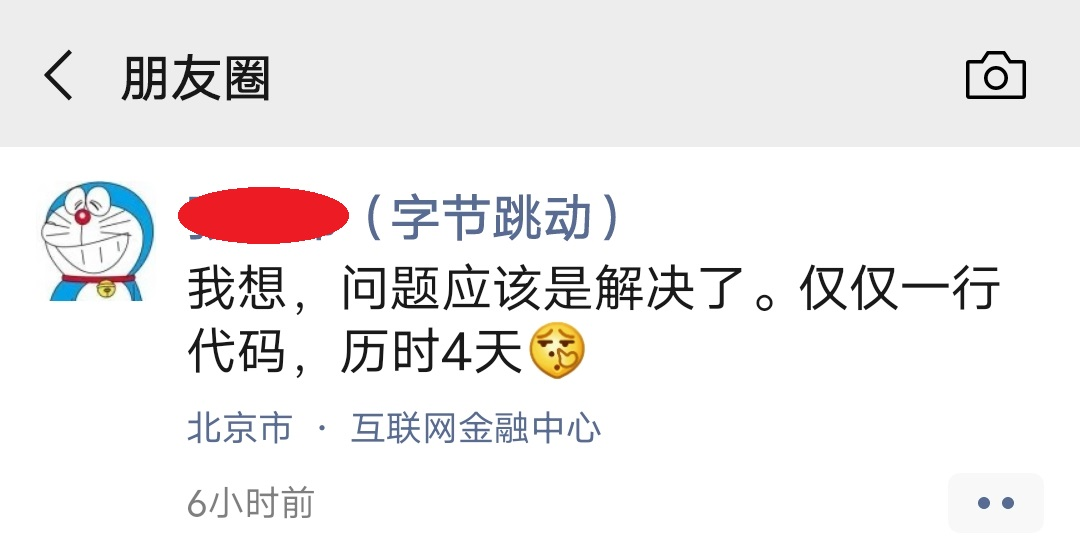 朋友圈
（字节跳动）
我想，问题应该是解决了。仅仅一行
代码，历时4天
北京市 · 互联网金融中心
6小时前